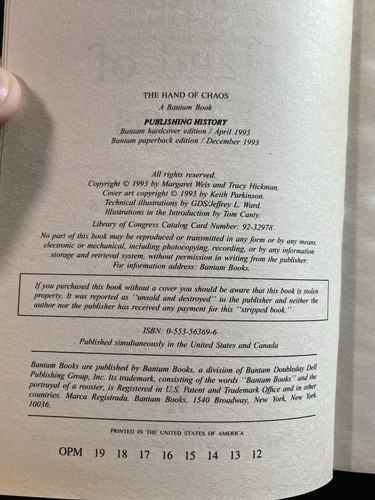 THE HAND OF CHAOS
A Bantam Book
PUBLISHING HISTORY
Bantam hardcover edition / April 1993
Bantam paperback edition / December 1993
All rights reserved.
Copyright © 1993 by Margaret Weis and Tracy Hickman.
Cover art copyright © 1993 by Keith Parkinson.
Technical illustrations by GDS/Jeffrey L. Ward.
Illustrations in the Introduction by Tom Canty.
Library of Congress Catalog Card Number: 92-32978
No part of this book may be reproduced or transmitted in any form or by any means,
electronic or mechanical, including photocopying, recording, or by any information
storage and retrieval system, without permission in writing from the publisher.
For information address: Bantam Books.
If you purchased this book without a cover you should be aware that this book is stolen
property. It was reported as "unsold and destroyed" to the publisher and neither the
author nor the publisher has received any payment for this "stripped book."
ISBN: 0-553-56369-6
Published simultaneously in the United States and Canada
Bantam Books are published by Bantam Books, a division of Bantam Doubleday Dell
Publishing Group, Inc. Its trademark, consisting of the words "Bantam Books" and the
portrayal of a rooster, is Registered in U.S. Patent and Trademark Office and in other
countries. Marca Registrada. Bantam Books, 1540 Broadway, New York, New York
10036.
PRINTED IN THE UNITED STATES OF AMERICA
OPM 19 18 17 16 15 14 13 12